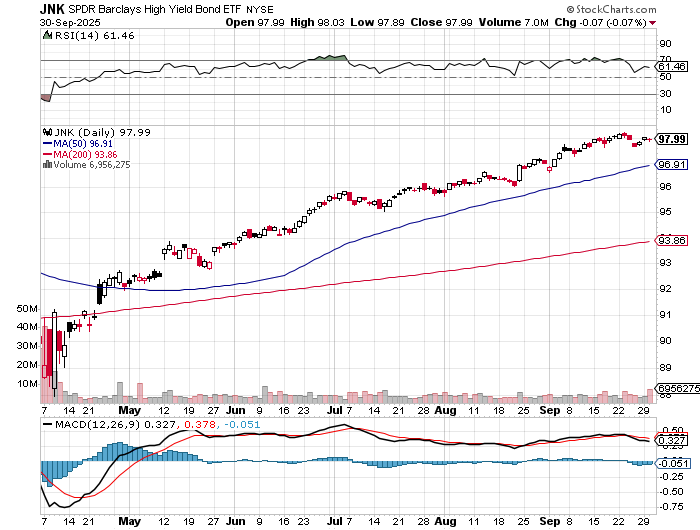 JNK SPDR Barclays High Yield Bond ETF NYSE
© StockCharts.com
30-Sep-2025
Open 97.99 High 98.03 Low 97.89 Close 97.99 Volume 7.0M Chg -0.07 (-0.07%)
RSI(14) 61.46
90
70
61.46
50
30
10
JNK (Daily) 97.99
MA(50) 96.91
MA(200) 93.86
Volume 6,956,275
97.99
96.91
96
95
93.86
93
92
91
90
89
88
6956275
50M
40M
30M
20M
10M
7 14 21 May 12 19 27 Jun 9 16 23 Jul 7 14 21 28 Aug 11 18 25 Sep 8 15 22 29
MACD(12,26,9) 0.327, 0.378, -0.051
0.50
0.327
-0.051
-0.25
-0.50
-0.75
7 14 21 May 12 19 27 Jun 9 16 23 Jul 7 14 21 28 Aug 11 18 25 Sep 8 15 22 29